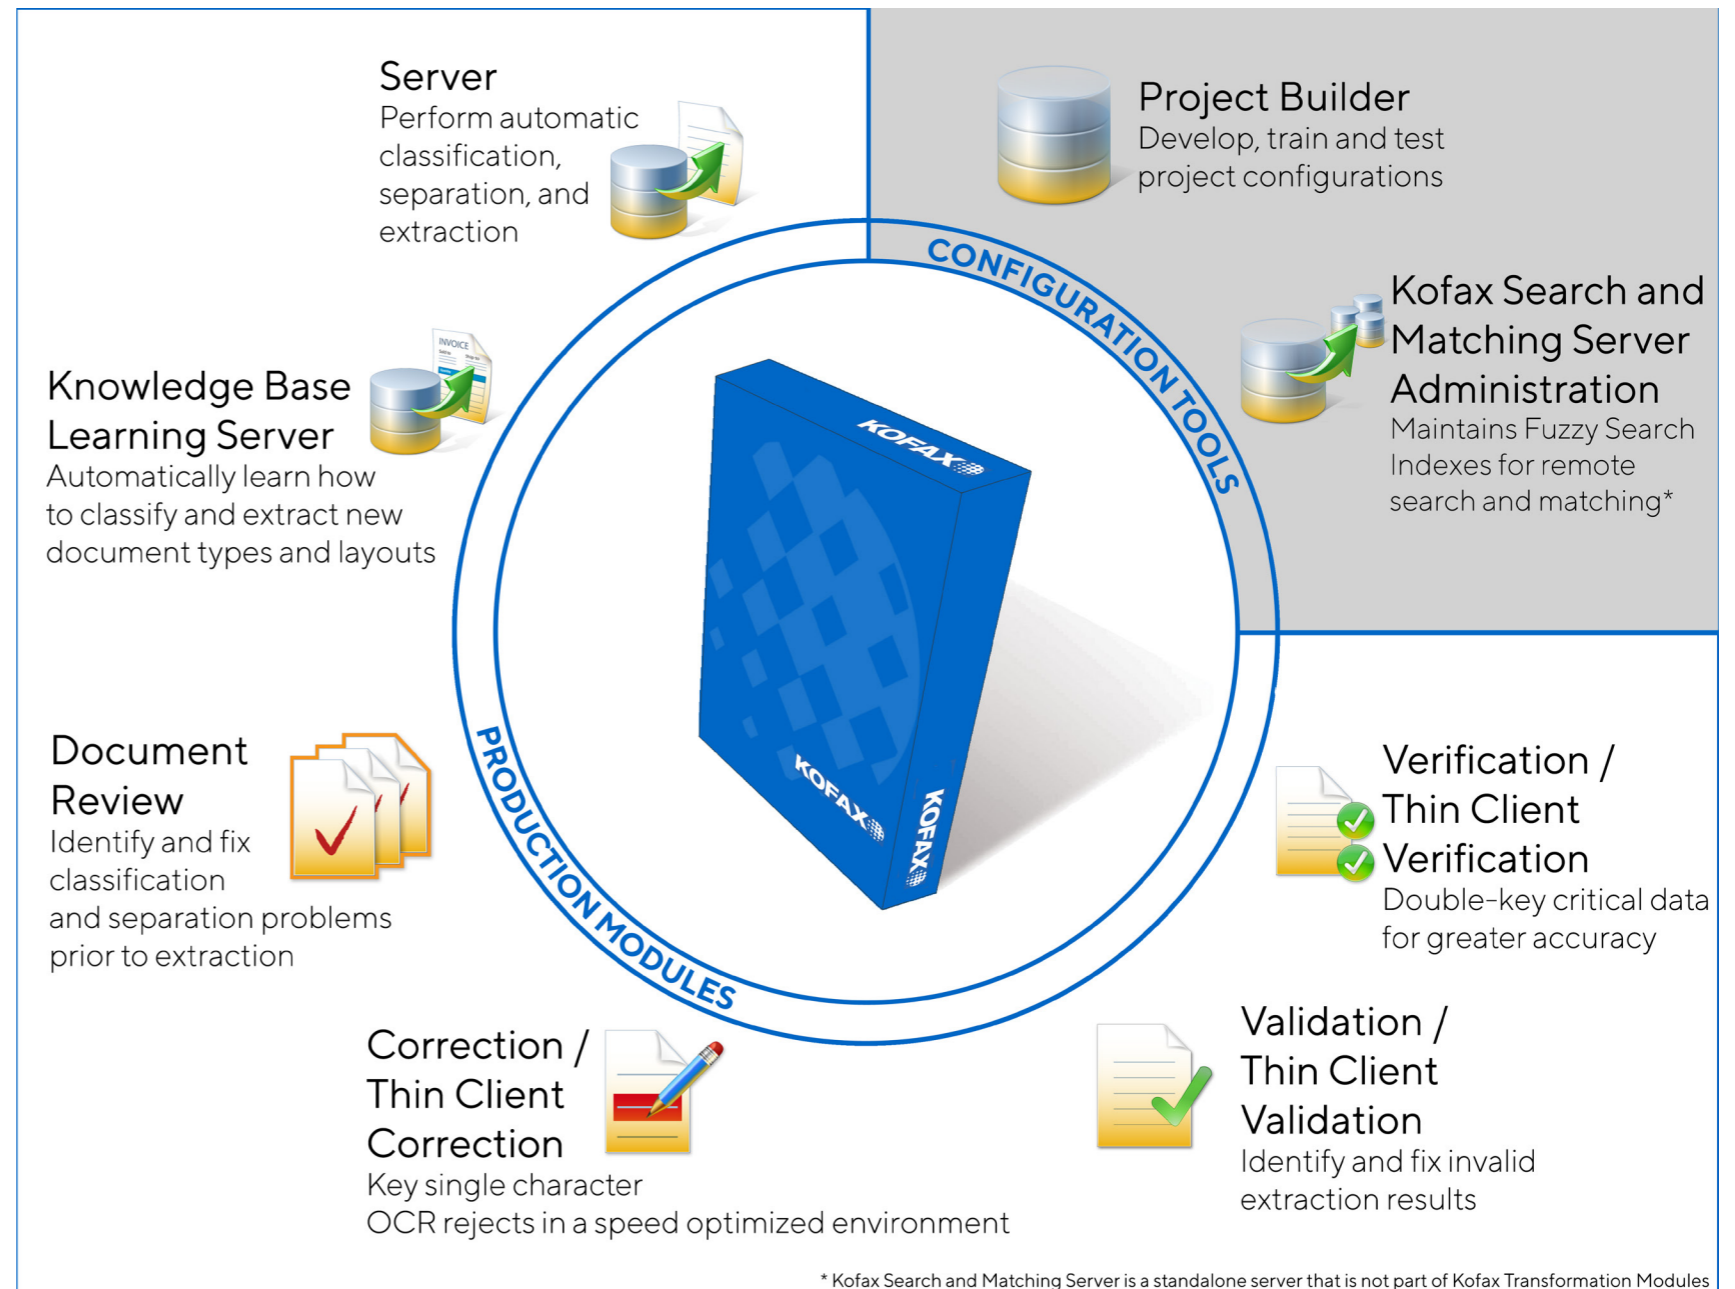 Server
Perform automatic
classification,
separation, and
extraction
Project Builder
Develop, train and test
project configurations
CONFIGURATION TOOLS
Kofax Search and
Matching Server
Administration
Maintains Fuzzy Search
Indexes for remote
search and matching*
INVOICE
Knowledge Base
Learning Server
Automatically learn how
to classify and extract new
document types and layouts
KOFAX
KOFAX
KOFAX
PRODUCTION MODULES
Document
Review
Identify and fix
classification
and separation problems
prior to extraction
Verification /
Thin Client
Verification
Double-key critical data
for greater accuracy
Correction /
Thin Client
Correction
Key single character
OCR rejects in a speed optimized environment
Validation /
Thin Client
Validation
Identify and fix invalid
extraction results
* Kofax Search and Matching Server is a standalone server that is not part of Kofax Transformation Modules